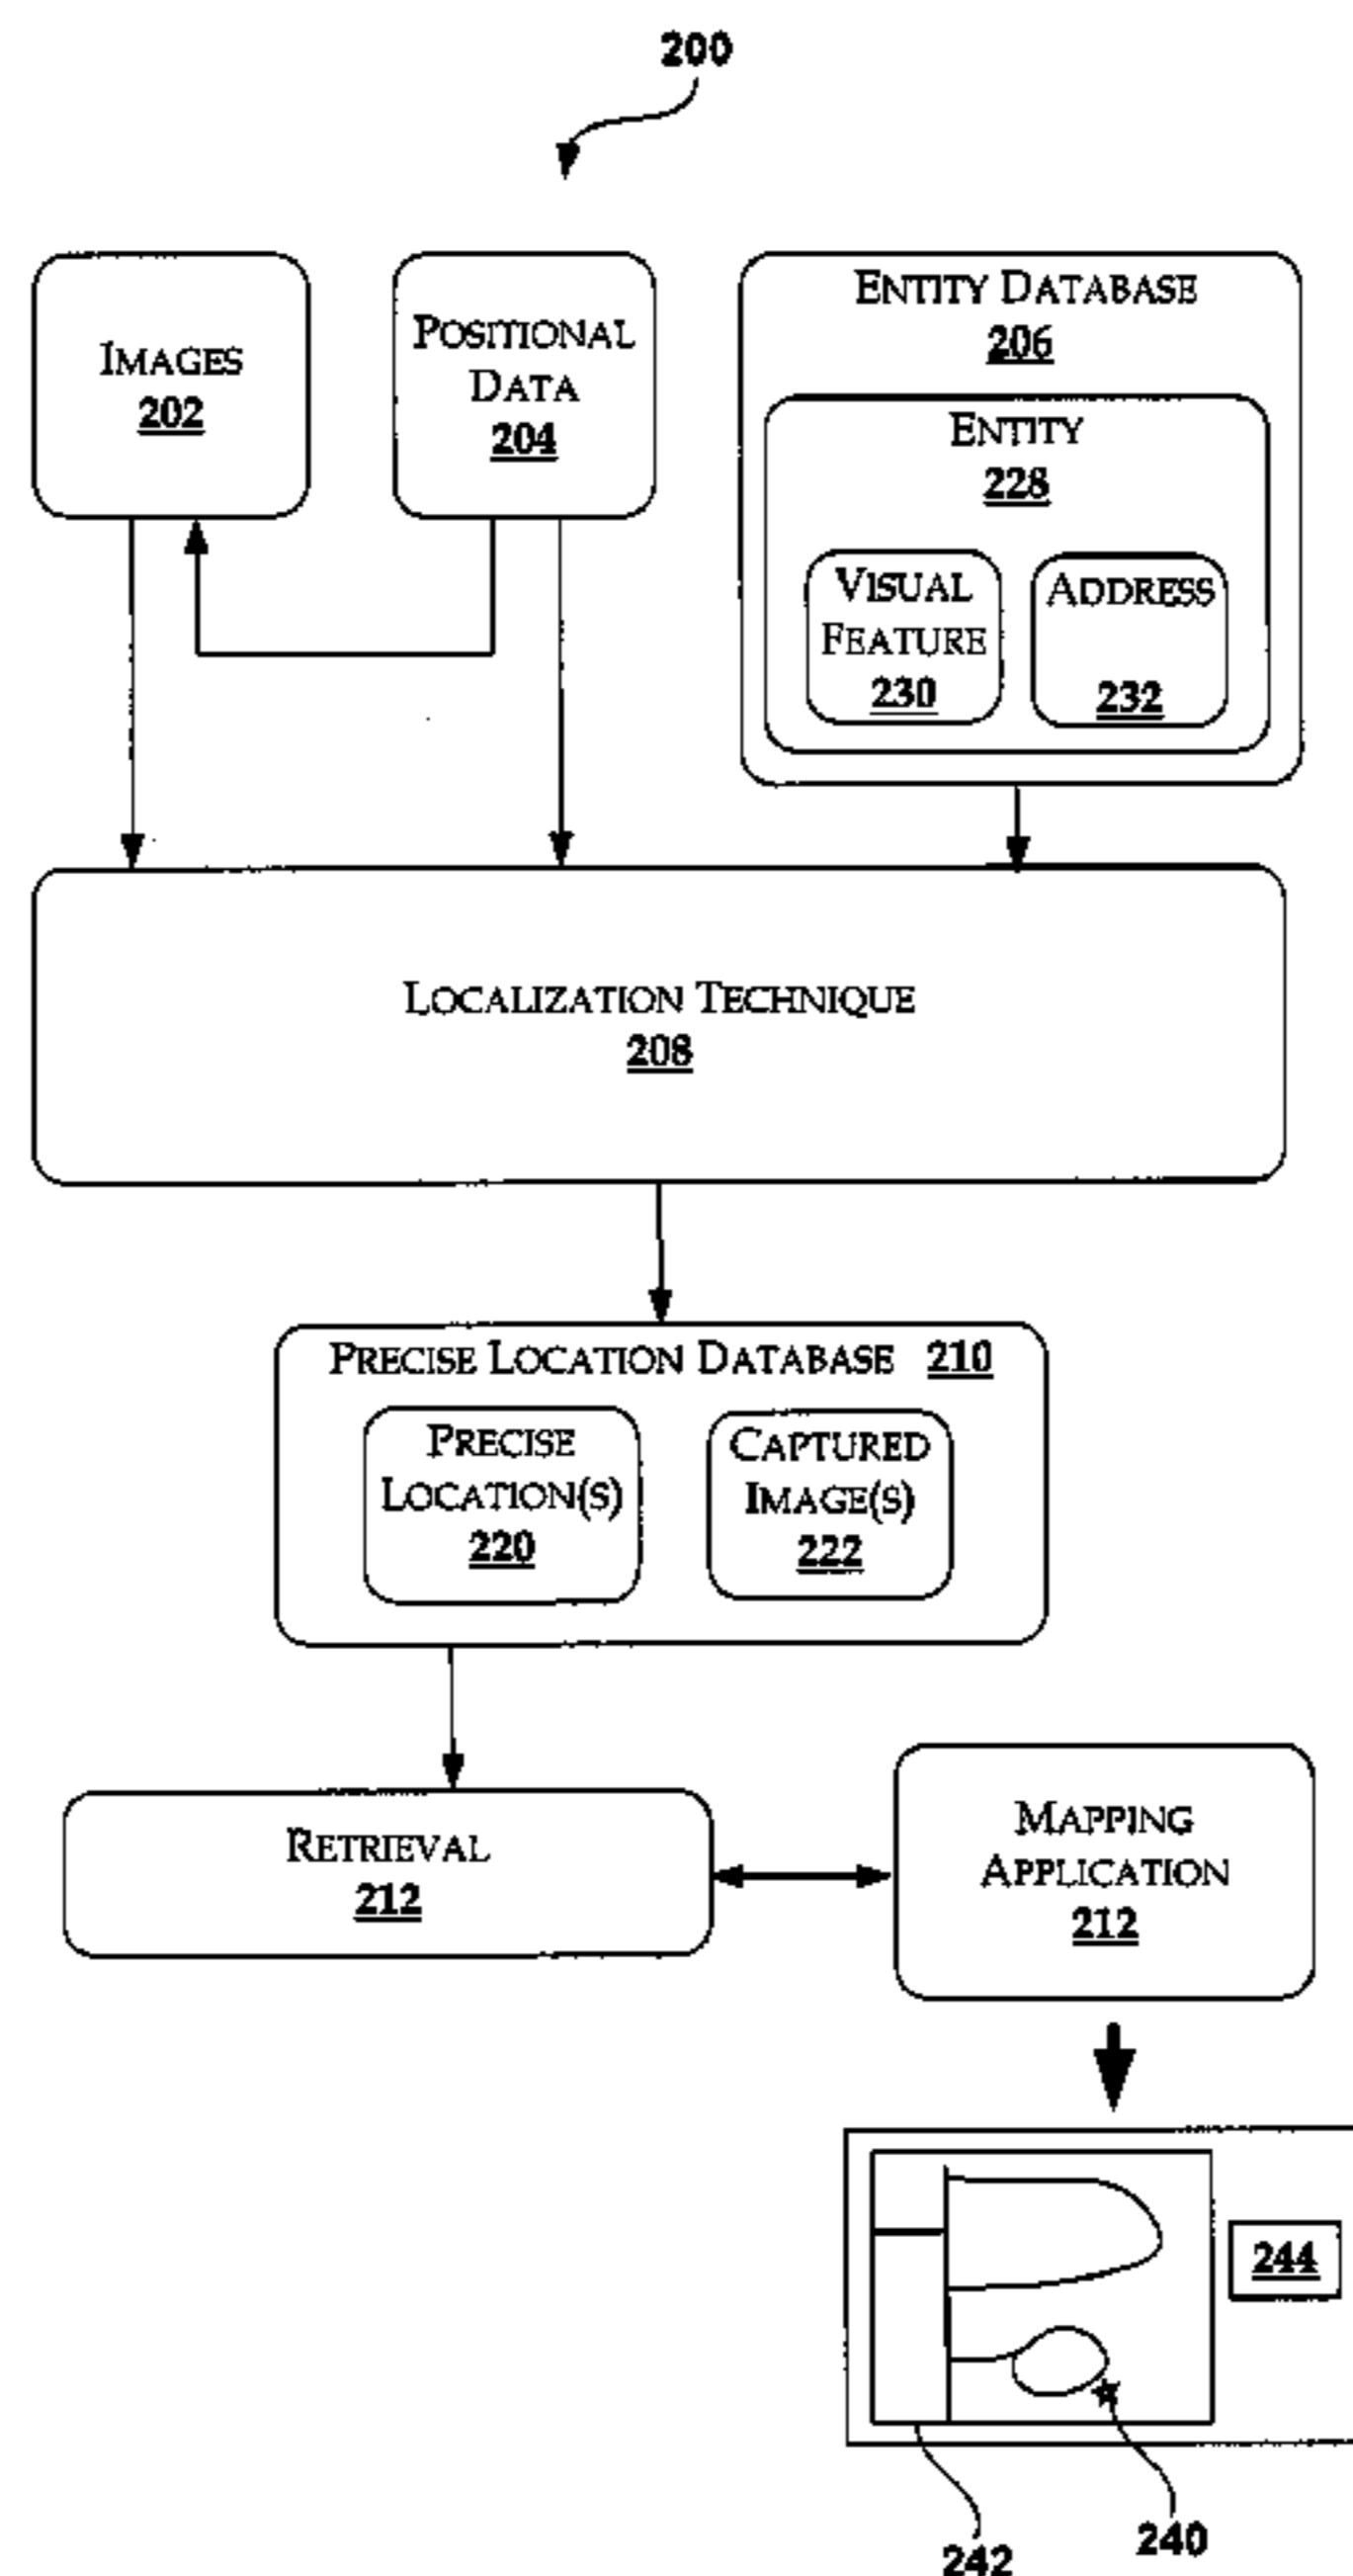 200
IMAGES
202
POSITIONAL
DATA
204
ENTITY DATABASE
206
ENTITY
228
VISUAL
FEATURE
230
ADDRESS
232
LOCALIZATION TECHNIQUE
208
PRECISE LOCATION DATABASE 210
PRECISE
LOCATION(S)
220
CAPTURED
IMAGE(S)
222
RETRIEVAL
212
MAPPING
APPLICATION
212
244
240
242